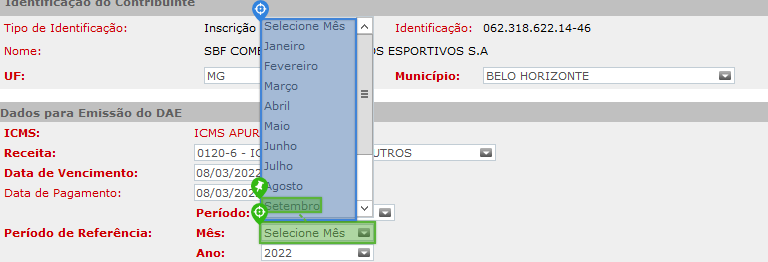 Identificação do Contribuinte
Tipo de Identificação: Inscrição Identificação: 062.318.622.14-46
Nome: SBF COME OS ESPORTIVOS S.A
UF: MG Município: BELO HORIZONTE
Selecione Mês
Janeiro
Fevereiro
Março
Abril
Maio
Junho
Julho
Agosto
Setembro
Dados para Emissão do DAE
ICMS: ICMS APUR
Receita: 0120-6 - IC UTROS
Data de Vencimento: 08/03/2022
Data de Pagamento: 08/03/2022
Período:
Período de Referência: Mês: Selecione Mês
Ano: 2022